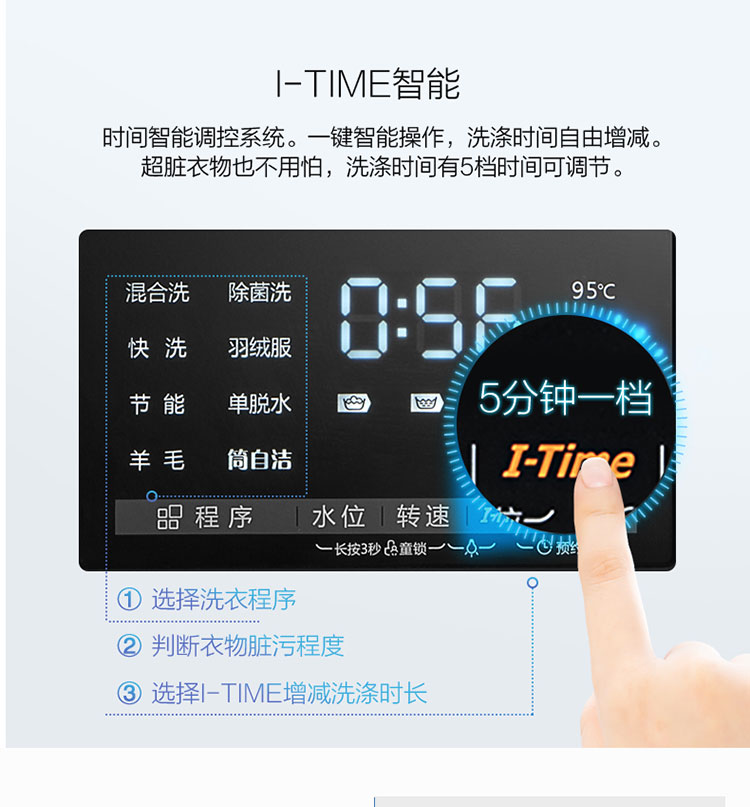 I-TIME智能
时间智能调控系统。一键智能操作，洗涤时间自由增减。
超脏衣物也不用怕，洗涤时间有5档时间可调节。
混合洗 除菌洗
快洗 羽绒服
节能 单脱水
羊毛 筒自洁
0:5
95℃
5分钟一档
I-Time
程序 水位 转速
长按3秒 童锁 预约
① 选择洗衣程序
② 判断衣物脏污程度
③ 选择I-TIME增减洗涤时长